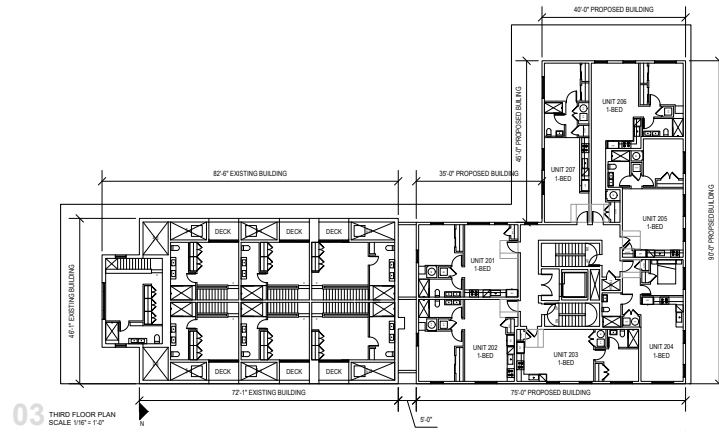 40'-0" PROPOSED BUILDING
45'-0" PROPOSED BUILING
UNIT 206
1-BED
UNIT 207
1-BED
82'-6" EXISTING BUILDING
35'-0" PROPOSED BUILDING
90'-0" PROPSED BUILDING
UNIT 205
1-BED
46'-1" EXISTING BUILDING
DECK
DECK
DECK
UNIT 201
1-BED
UNIT 202
1-BED
UNIT 203
1-BED
UNIT 204
1-BED
DECK
DECK
DECK
72'-1" EXISTING BUILDING
75'-0" PROPOSED BUILDING
5'-0"
03 THIRD FLOOR PLAN
SCALE 1/16" = 1'-0"
N